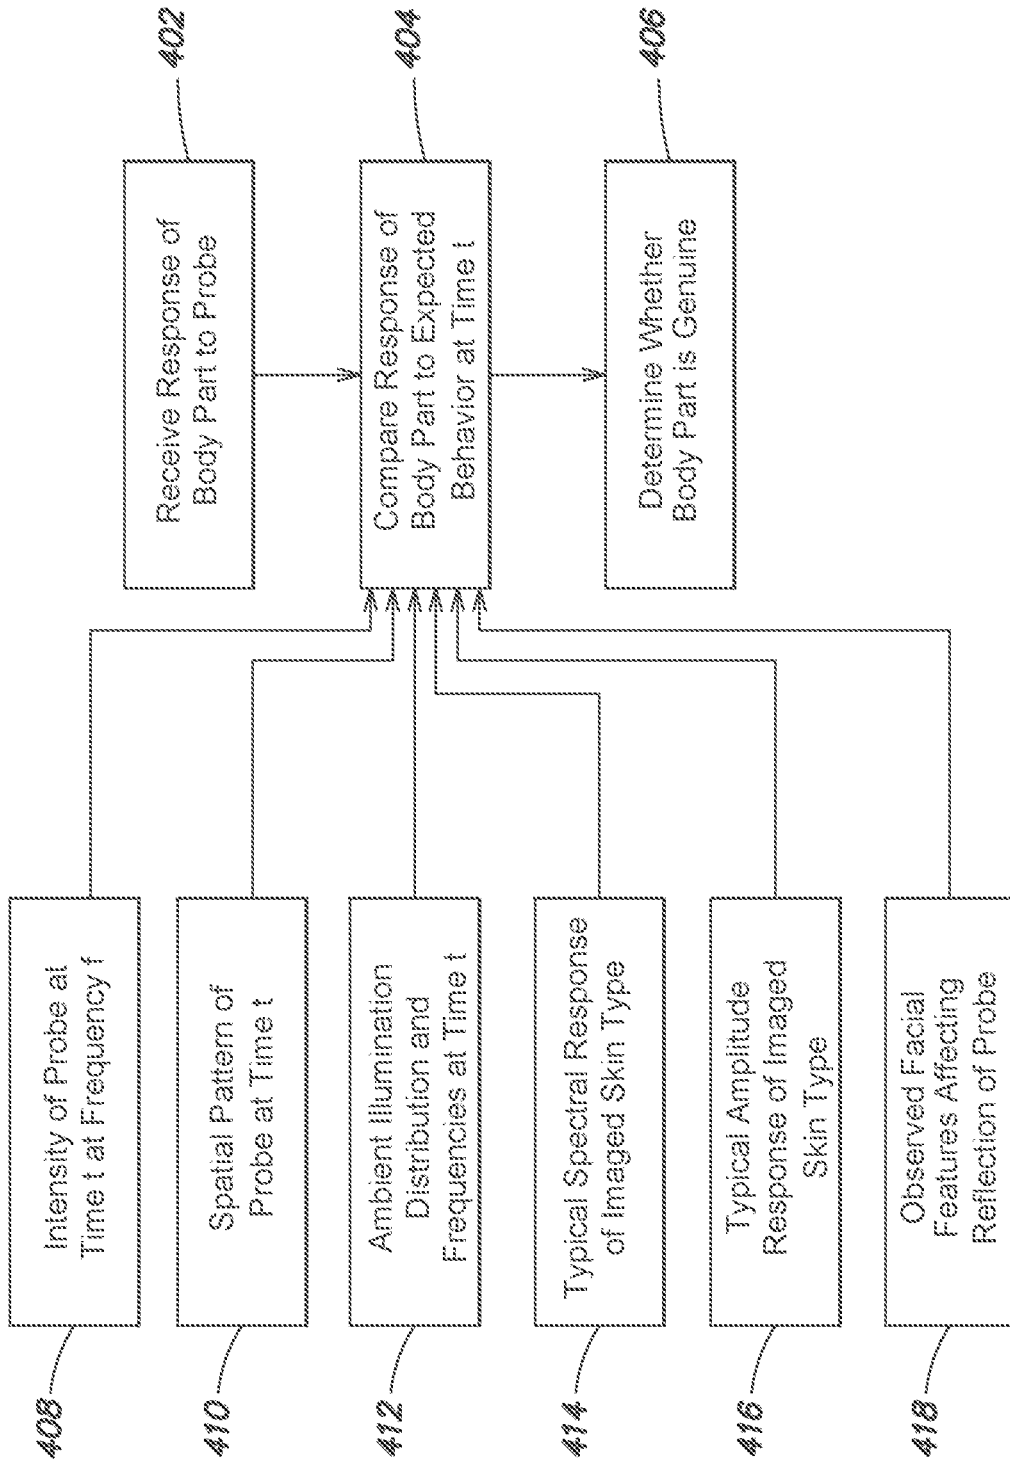 402
Receive Response of
Body Part to Probe
404
Compare Response of
Body Part to Expected
Behavior at Time t
406
Determine Whether
Body Part is Genuine
408
Intensity of Probe at
Time t at Frequency f
410
Spatial Pattern of
Probe at Time t
412
Ambient Illumination
Distribution and
Frequencies at Time t
414
Typical Spectral Response
of Imaged Skin Type
416
Typical Amplitude
Response of Imaged
Skin Type
418
Observed Facial
Features Affecting
Reflection of Probe